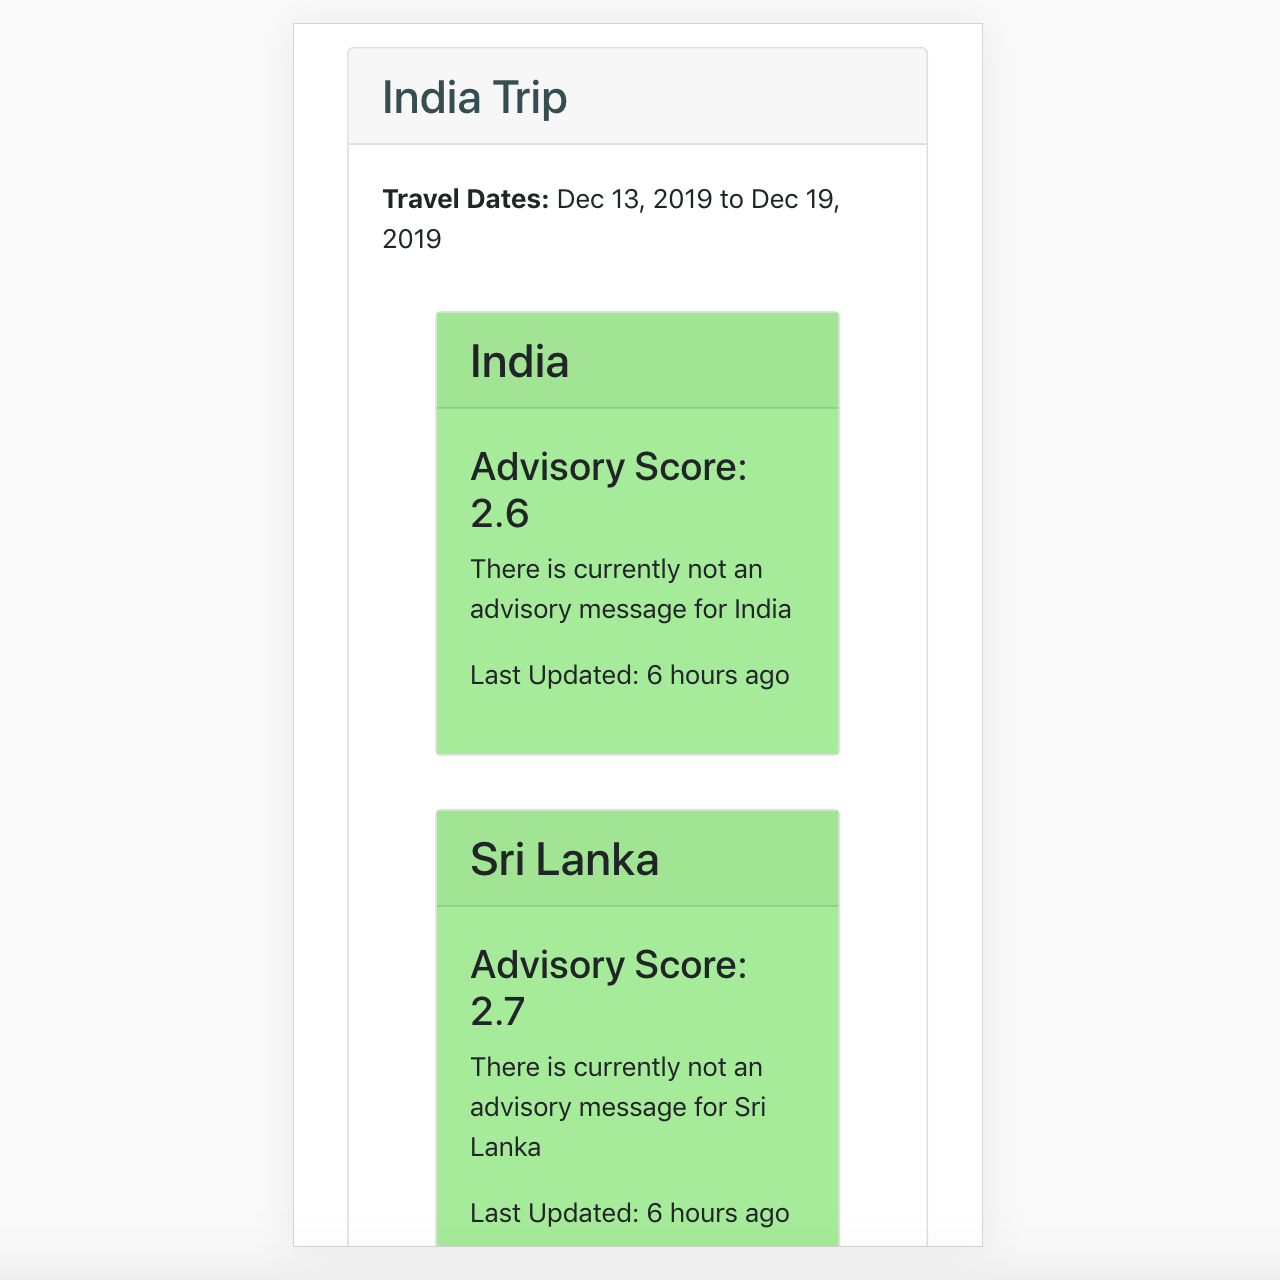 India Trip
Travel Dates: Dec 13, 2019 to Dec 19,
2019
India
Advisory Score:
2.6
There is currently not an
advisory message for India
Last Updated: 6 hours ago
Sri Lanka
Advisory Score:
2.7
There is currently not an
advisory message for Sri
Lanka
Last Updated: 6 hours ago